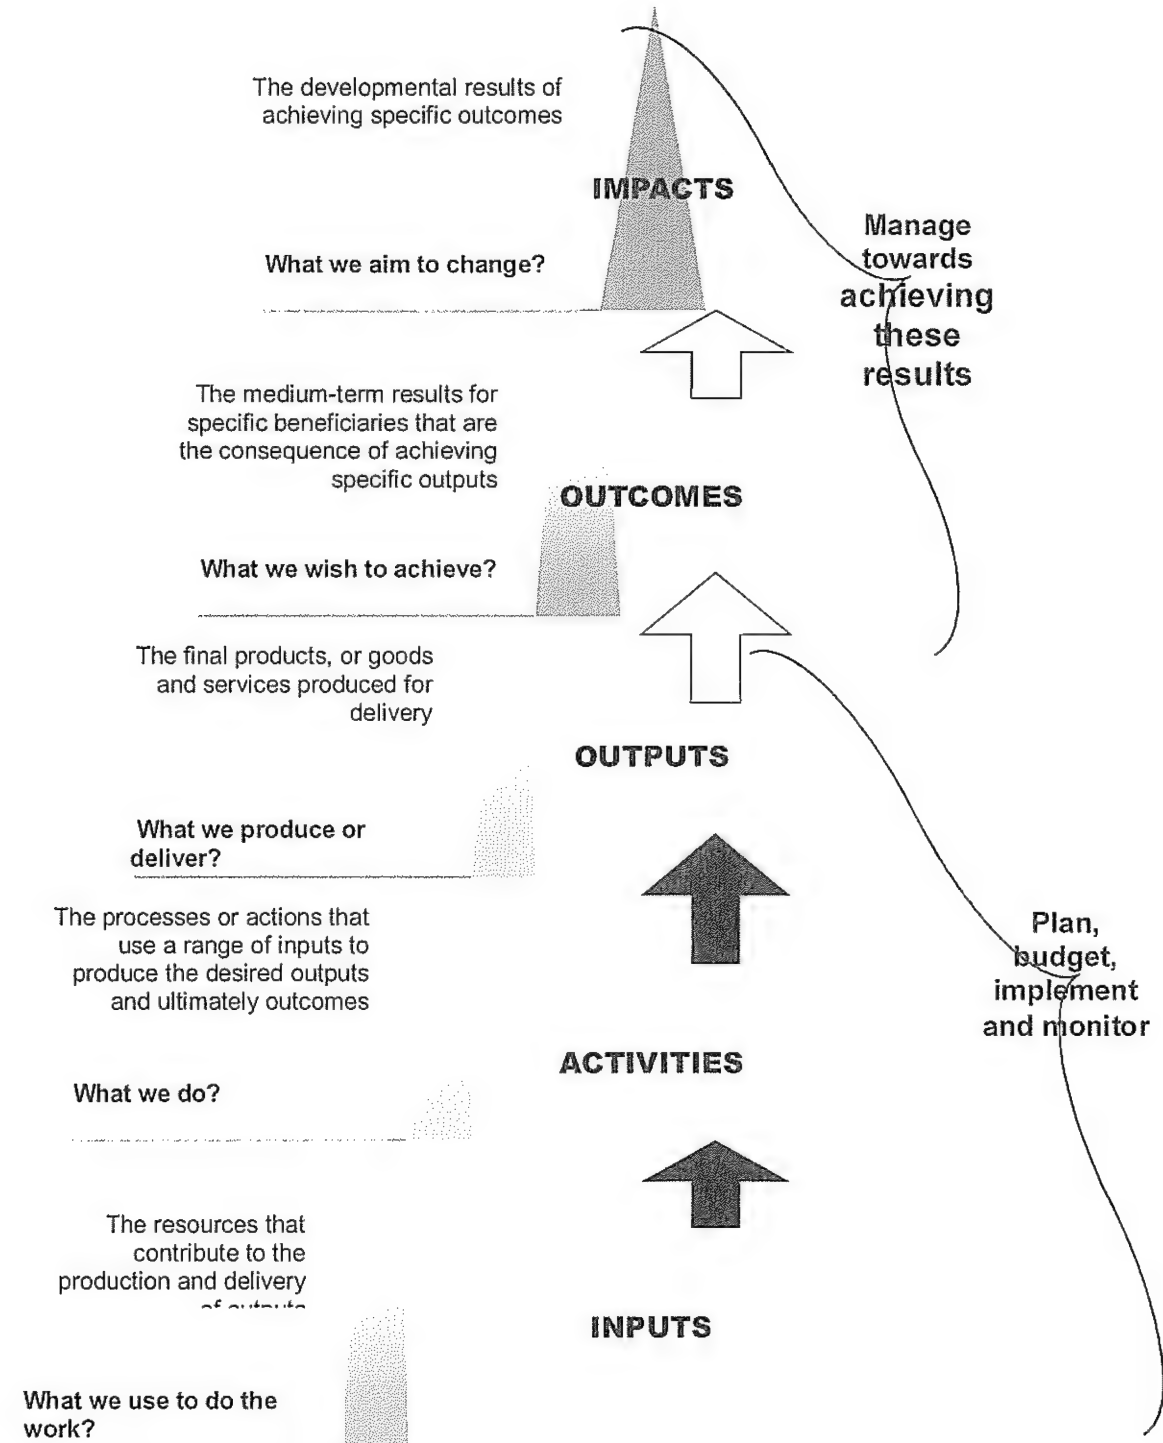 The developmental results of
achieving specific outcomes
IMPACTS
What we aim to change?
Manage
towards
achieving
these
results
The medium-term results for
specific beneficiaries that are
the consequence of achieving
specific outputs
OUTCOMES
What we wish to achieve?
The final products, or goods
and services produced for
delivery
OUTPUTS
What we produce or
deliver?
The processes or actions that
use a range of inputs to
produce the desired outputs
and ultimately outcomes
Plan,
budget,
implement
and monitor
ACTIVITIES
What we do?
The resources that
contribute to the
production and delivery
of outputs
INPUTS
What we use to do the
work?